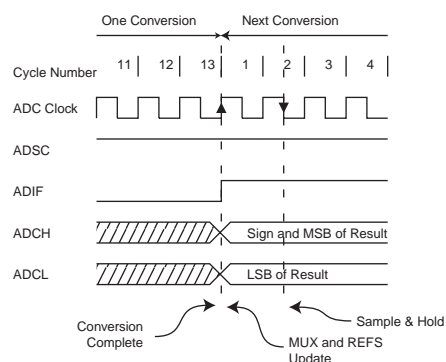 One Conversion Next Conversion
Cycle Number 11 12 13 1 2 3 4
ADC Clock
ADSC
ADIF
ADCH Sign and MSB of Result
ADCL LSB of Result
Sample & Hold
Conversion
Complete
MUX and REFS
Update